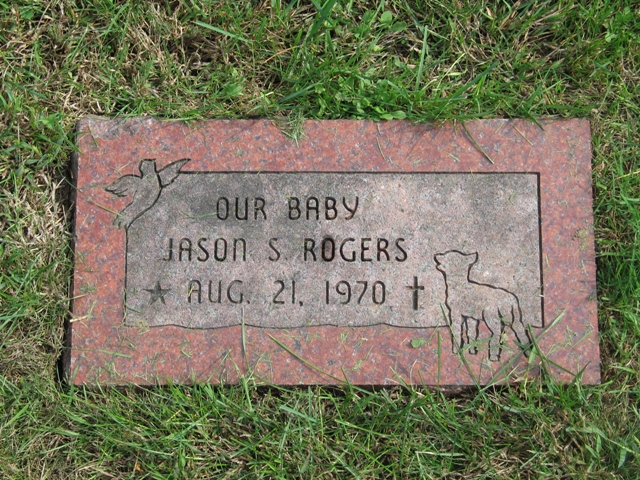 OUR BABY
JASON S. ROGERS
★ AUG. 21, 1970 ✝